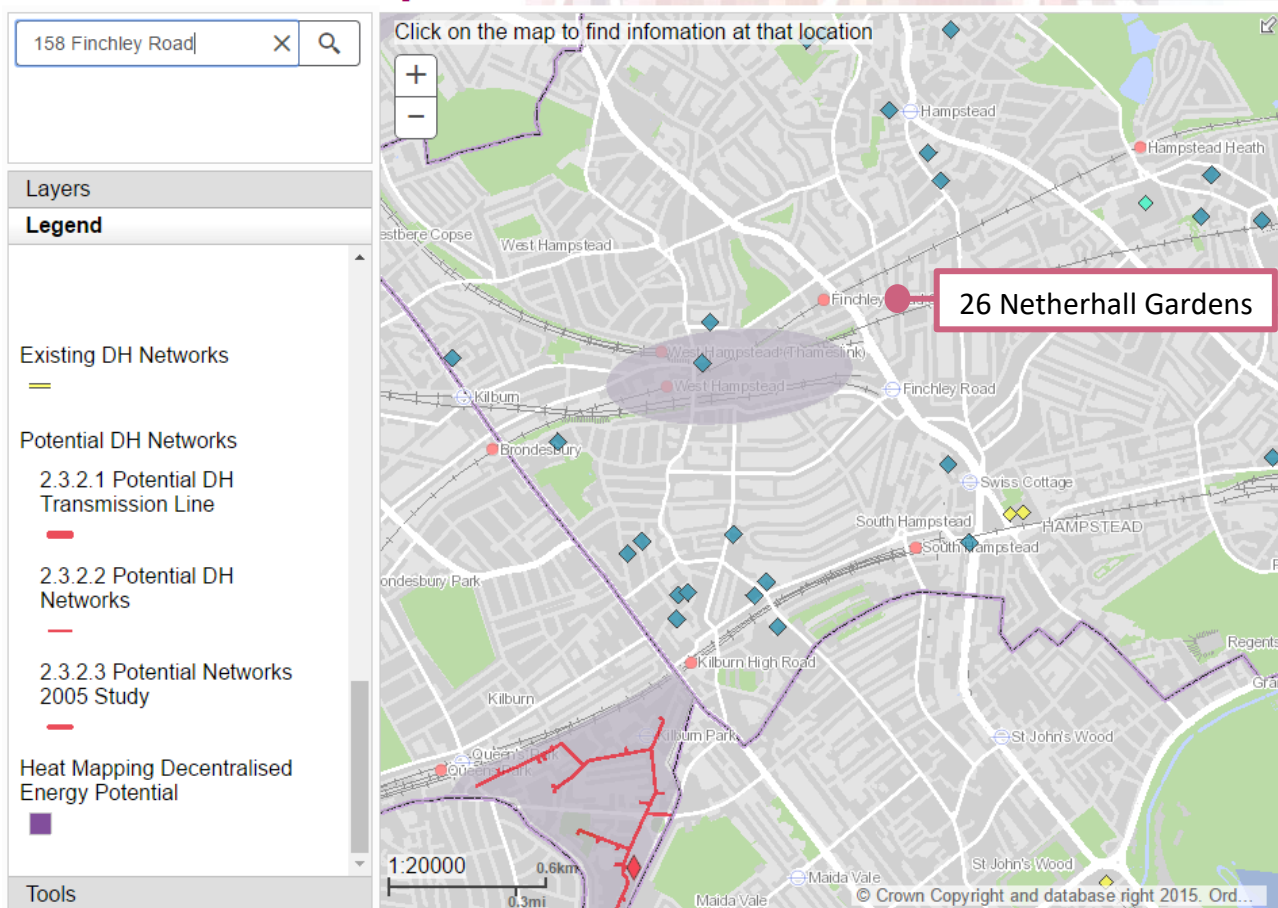 158 Finchley Road
Layers
Legend
Existing DH Networks
Potential DH Networks
2.3.2.1 Potential DH
Transmission Line
2.3.2.2 Potential DH
Networks
2.3.2.3 Potential Networks
2005 Study
Heat Mapping Decentralised
Energy Potential
Tools
Click on the map to find infomation at that location
+
−
Hampstead
Hampstead Heath
estbere Copse
West Hampstead
Finchley
26 Netherhall Gardens
West Hampstead (Thameslink)
West Hampstead
Finchley Road
Kilburn
Brondesbury
Swiss Cottage
South Hampstead
HAMPSTEAD
South Hampstead
ondesbury Park
Regents
Kilburn High Road
Gra
Kilburn
Kilburn Park
St John's Wood
Queen's Park
Queens Park
1:20000
0.6km
0.3mi
St John's Wood
Maida Vale
Maida Vale
© Crown Copyright and database right 2015. Ord...